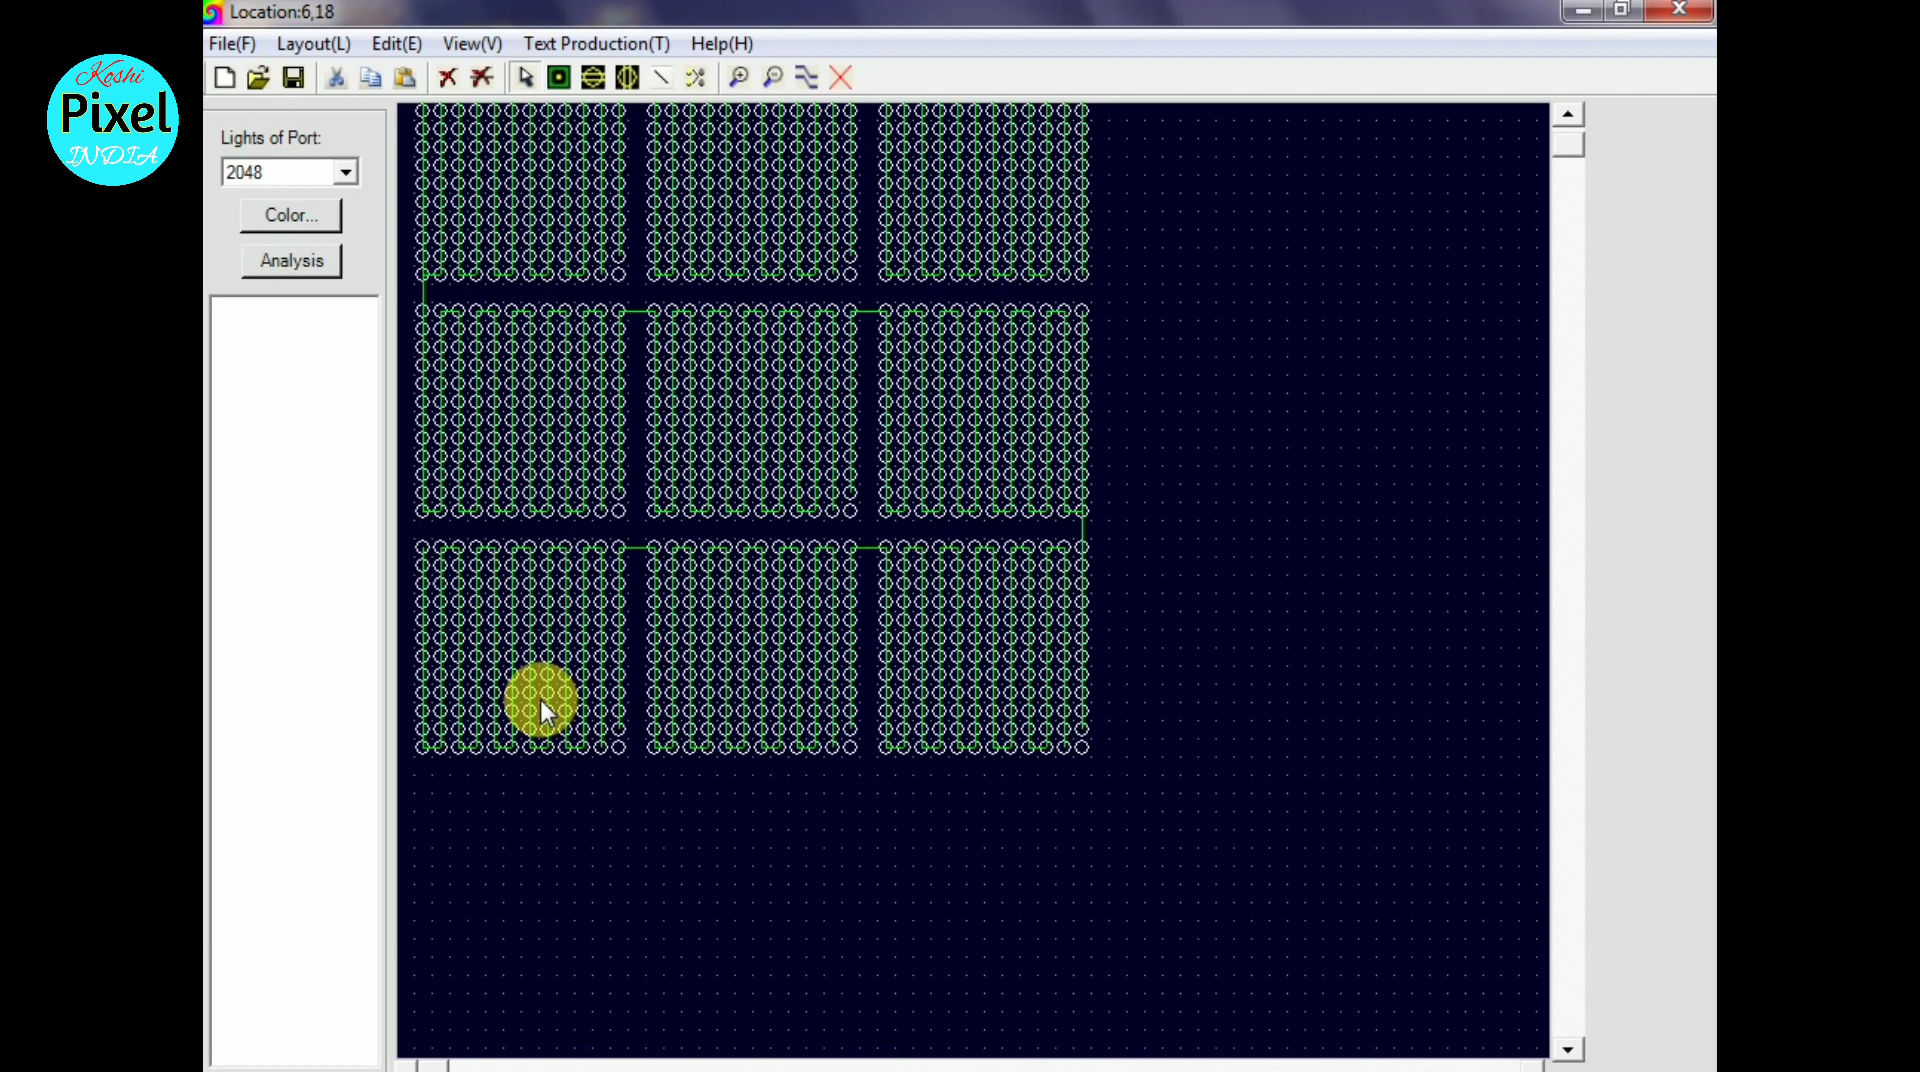 Location:6,18
Koshi
Pixel
INDIA
File(F) Layout(L) Edit(E) View(V) Text Production(T) Help(H)
Lights of Port:
2048
Color...
Analysis